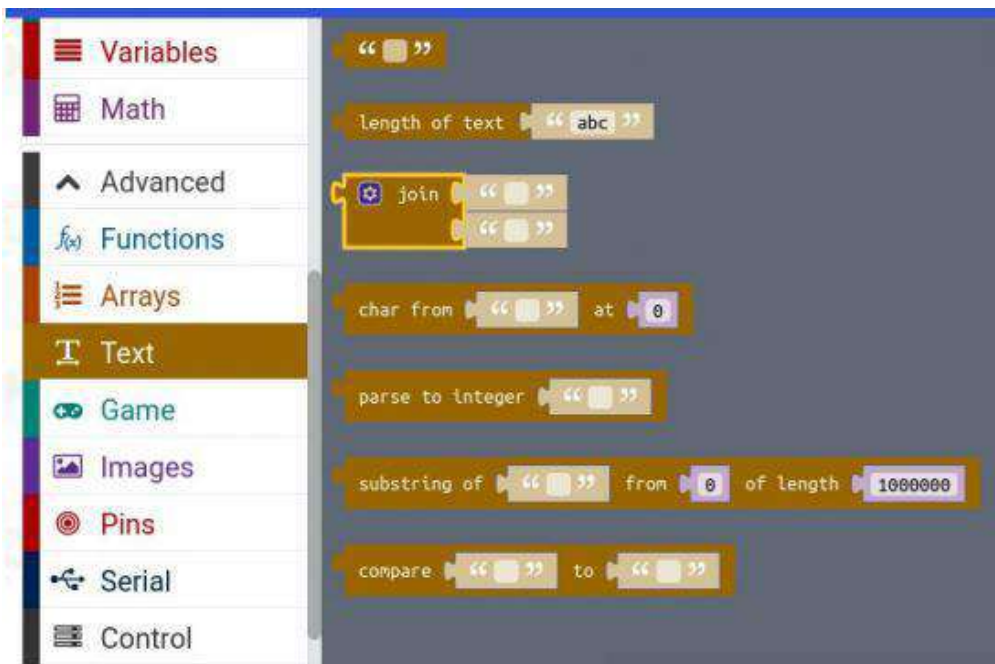 Variables
Math
Advanced
f(x) Functions
Arrays
T Text
Game
Images
Pins
Serial
Control
“ ”
length of text “ abc ”
join “ ”
“ ”
char from “ ” at 0
parse to integer “ ”
substring of “ ” from 0 of length 1000000
compare “ ” to “ ”